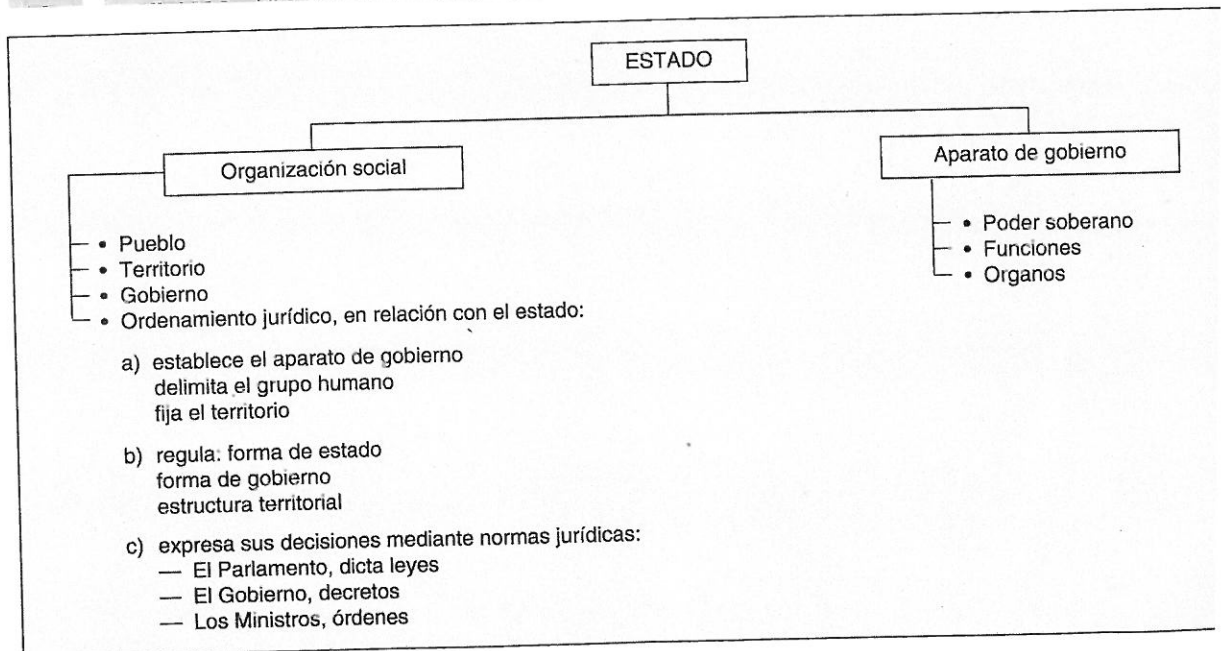 ESTADO
Organización social
Aparato de gobierno
• Pueblo
• Territorio
• Gobierno
• Ordenamiento jurídico, en relación con el estado:
a) establece el aparato de gobierno
delimita el grupo humano
fija el territorio
b) regula: forma de estado
forma de gobierno
estructura territorial
c) expresa sus decisiones mediante normas jurídicas:
— El Parlamento, dicta leyes
— El Gobierno, decretos
— Los Ministros, órdenes
• Poder soberano
• Funciones
• Organos